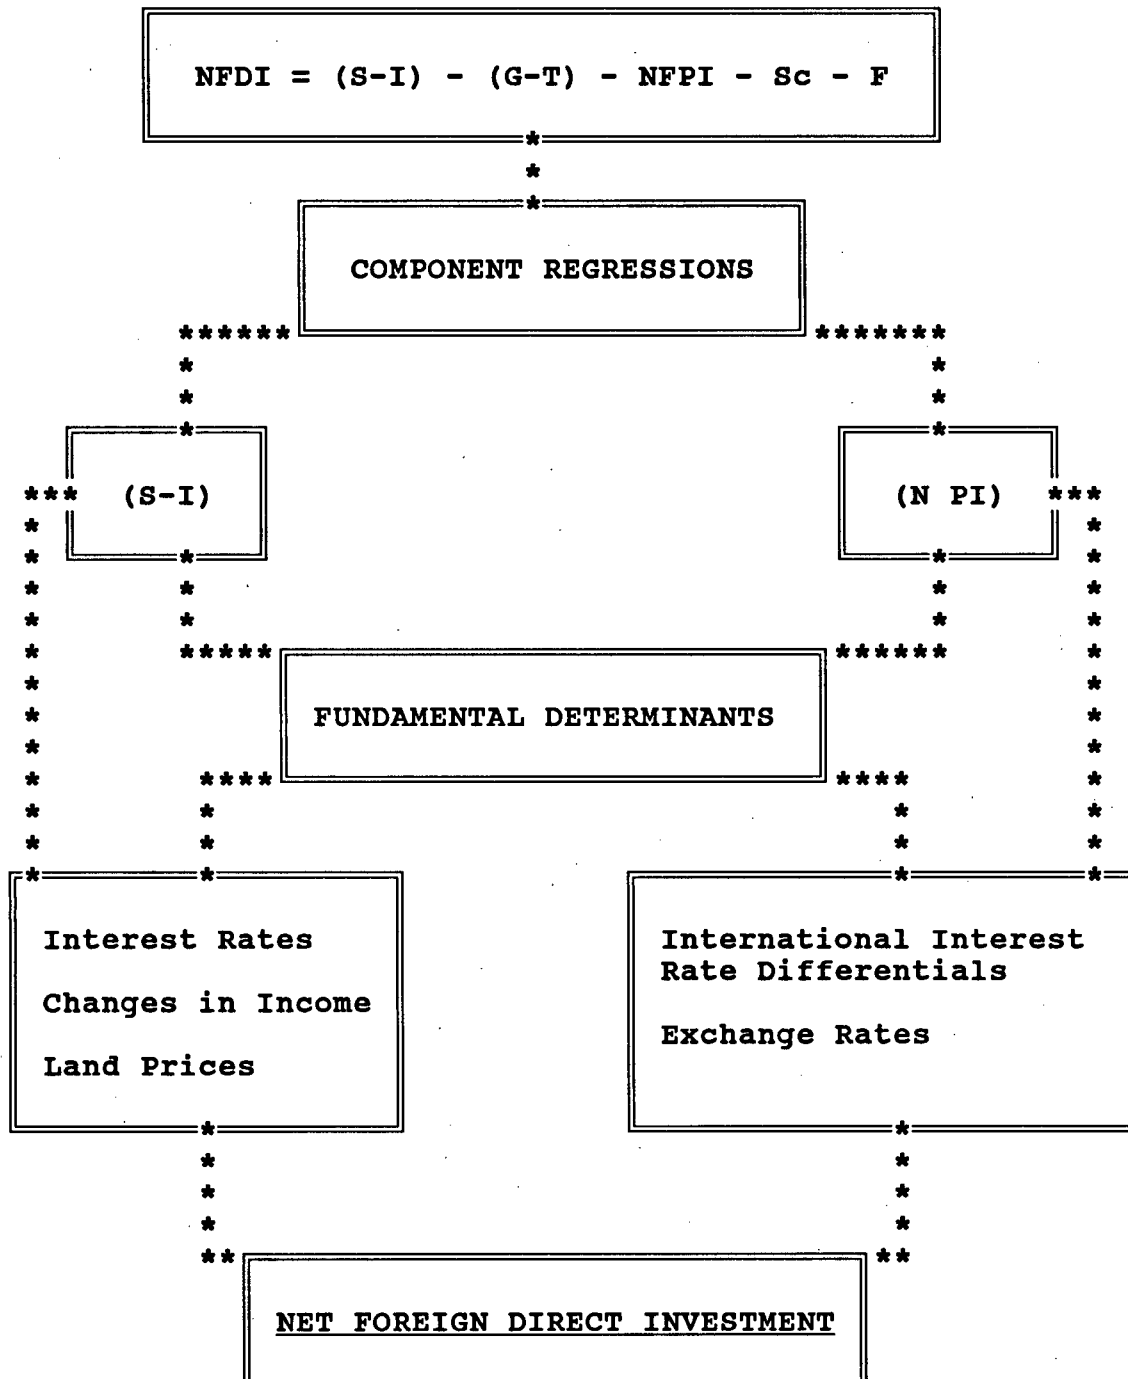 NFDI = (S-I) - (G-T) - NFPI - Sc - F
COMPONENT REGRESSIONS
(S-I)
(N PI)
FUNDAMENTAL DETERMINANTS
Interest Rates
Changes in Income
Land Prices
International Interest
Rate Differentials
Exchange Rates
NET FOREIGN DIRECT INVESTMENT